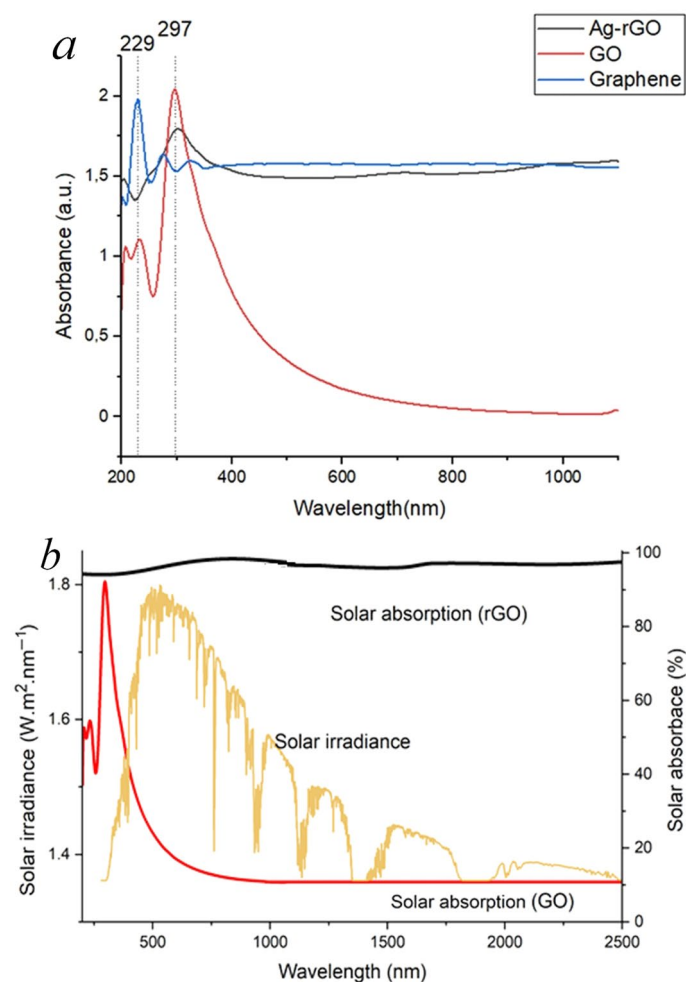 a
229 297
Ag-rGO
GO
Graphene
2
1.5
1
0.5
0
Absorbance (a.u.)
200 400 600 800 1000
Wavelength(nm)
b
1.8
1.6
1.4
Solar irradiance (W.m².nm⁻¹)
100
80
60
40
20
0
Solar absorbace (%)
Solar absorption (rGO)
Solar irradiance
Solar absorption (GO)
500 1000 1500 2000 2500
Wavelength (nm)